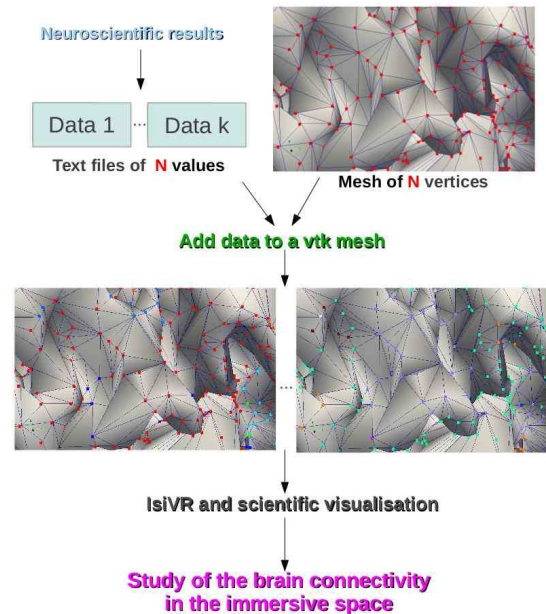 Neuroscientific results
Data 1 ... Data k
Text files of N values
Mesh of N vertices
Add data to a vtk mesh
...
IsiVR and scientific visualisation
Study of the brain connectivity
in the immersive space